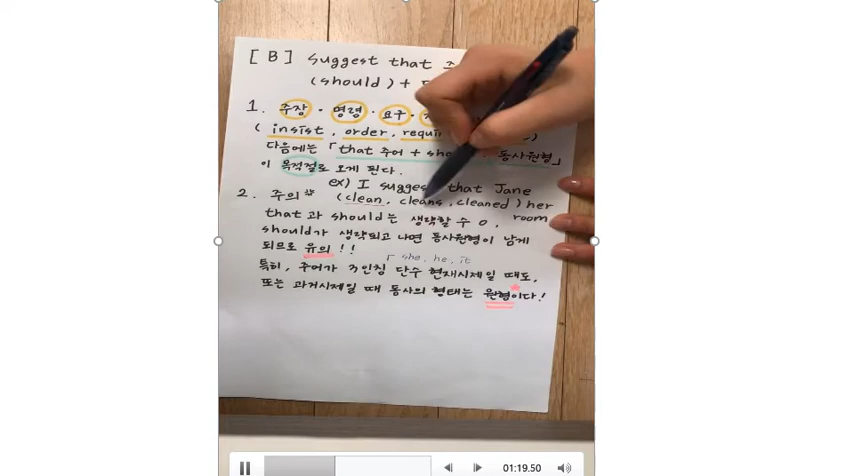 [B] suggest that 주
(should) +
1. 주장 · 명령 · 요구 ·
( insist, order, requir
다음에는 「that 주어 + sho 동사원형」
이 목적절로 오게 된다.
ex) I suggest that Jane
2. 주의 (clean, cleans, cleaned) her
that과 should는 생략할 수 O, room
should가 생략되고 나면 동사원형이 남게
되므로 유의!!
she, he, it
특히, 주어가 3인칭 단수 현재시제일 때도,
또는 과거시제일 때 동사의 형태는 원형이다!
01:19.50